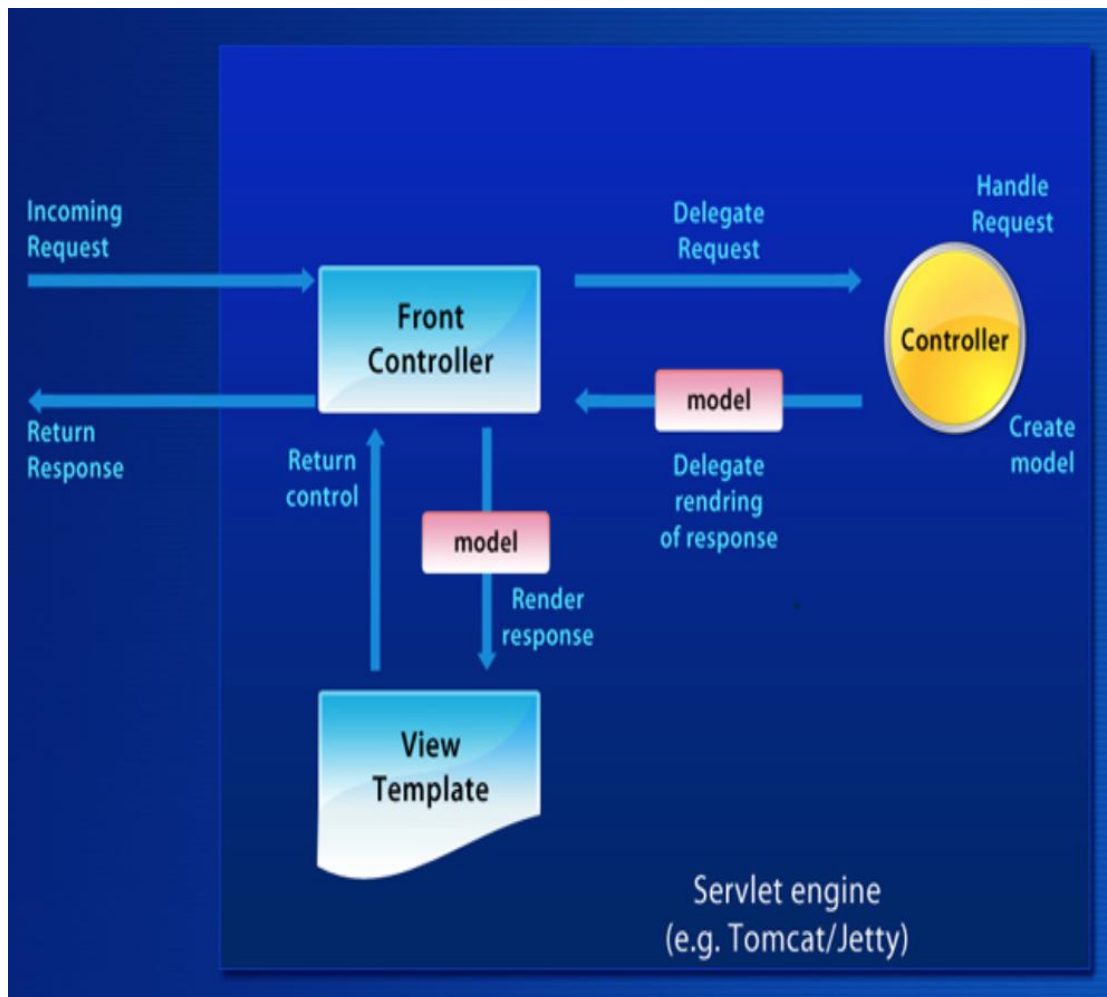 Incoming
Request
Delegate
Request
Handle
Request
Front
Controller
Controller
model
Return
Response
Return
control
Delegate
rendring
of response
Create
model
model
Render
response
View
Template
Servlet engine
(e.g. Tomcat/Jetty)